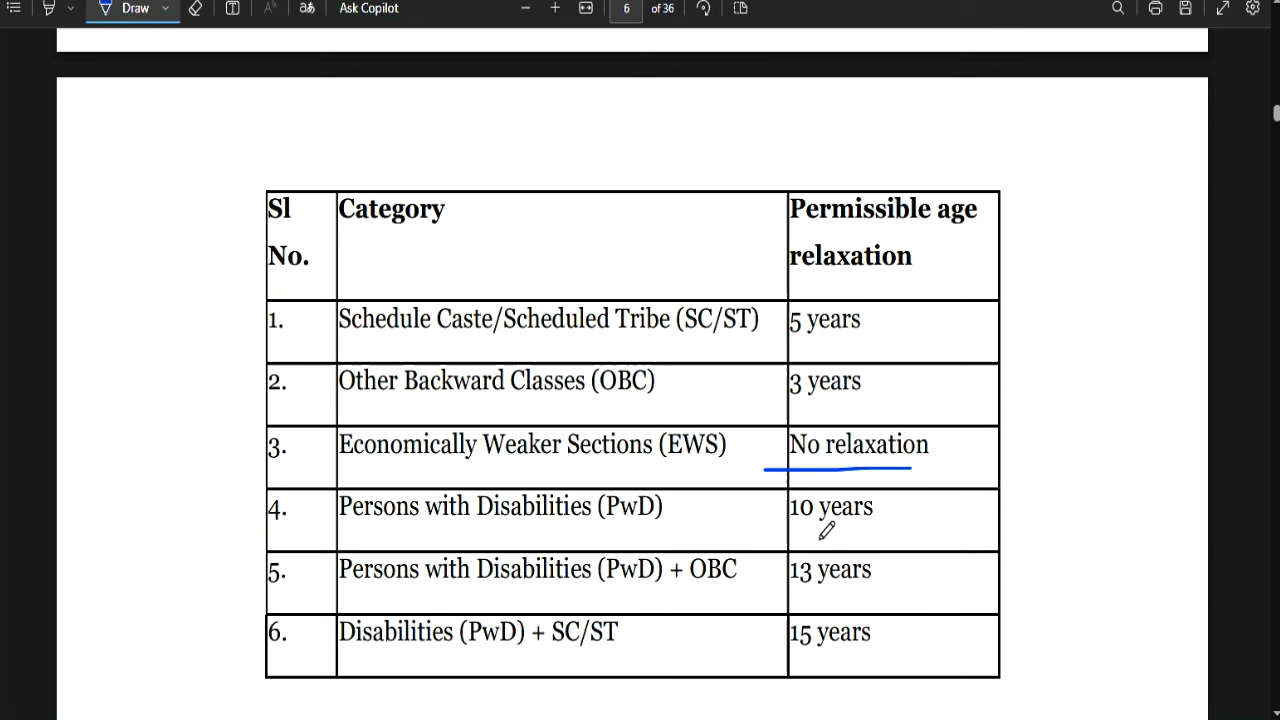 Draw
aあ
Ask Copilot
6 of 36
Sl No.
Category
Permissible age relaxation
1.
Schedule Caste/Scheduled Tribe (SC/ST)
5 years
2.
Other Backward Classes (OBC)
3 years
3.
Economically Weaker Sections (EWS)
No relaxation
4.
Persons with Disabilities (PwD)
10 years
5.
Persons with Disabilities (PwD) + OBC
13 years
6.
Disabilities (PwD) + SC/ST
15 years